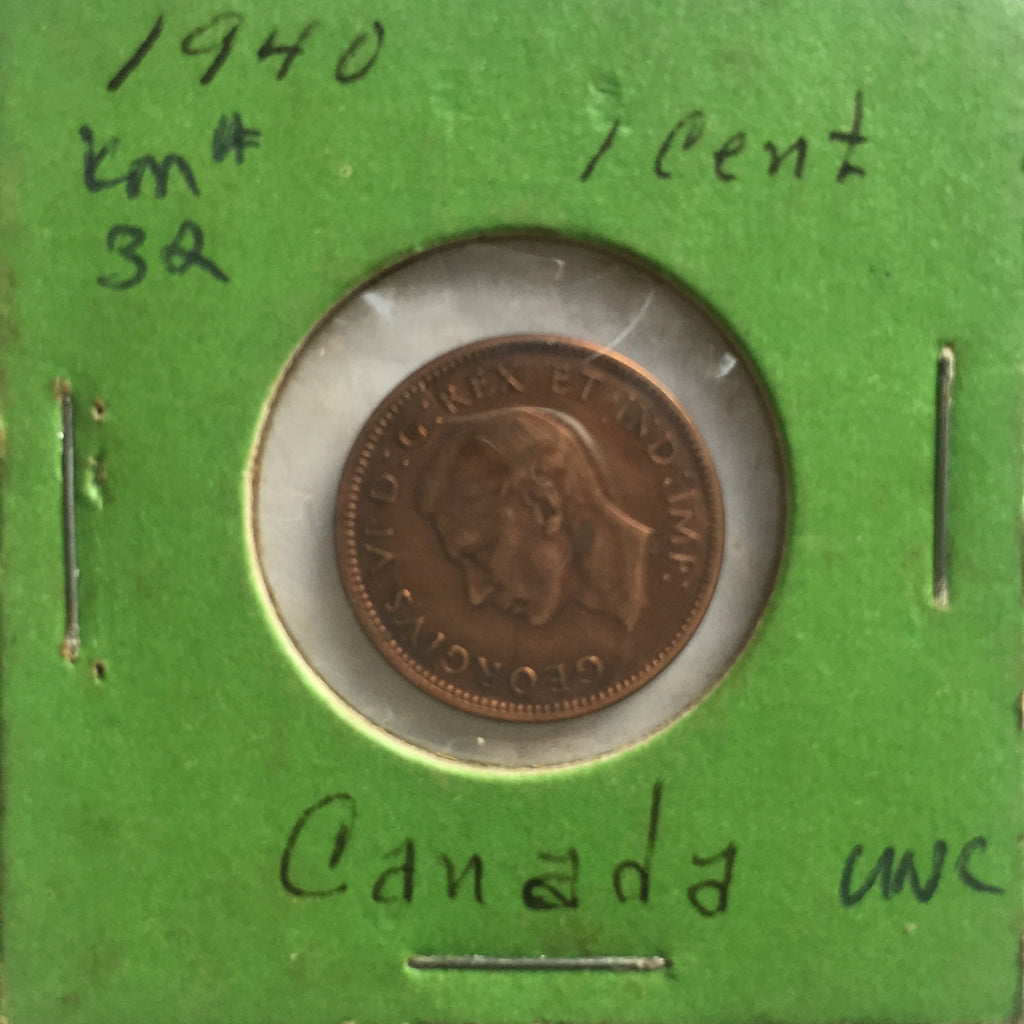 1940
1 Cent
Km #
32
GEORGIVS VI D:G:REX ET IND:IMP:
Canada
UNC